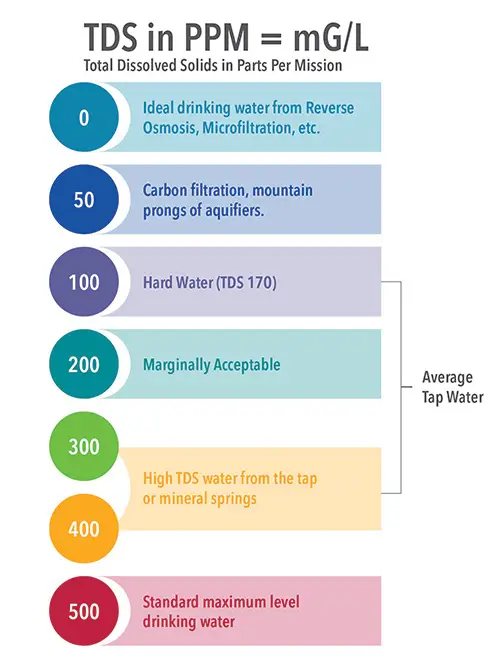 TDS in PPM = mG/L
Total Dissolved Solids in Parts Per Mission
0
Ideal drinking water from Reverse
Osmosis, Microfiltration, etc.
50
Carbon filtration, mountain
prongs of aquifiers.
100
Hard Water (TDS 170)
200
Marginally Acceptable
Average
Tap Water
300
High TDS water from the tap
or mineral springs
400
500
Standard maximum level
drinking water